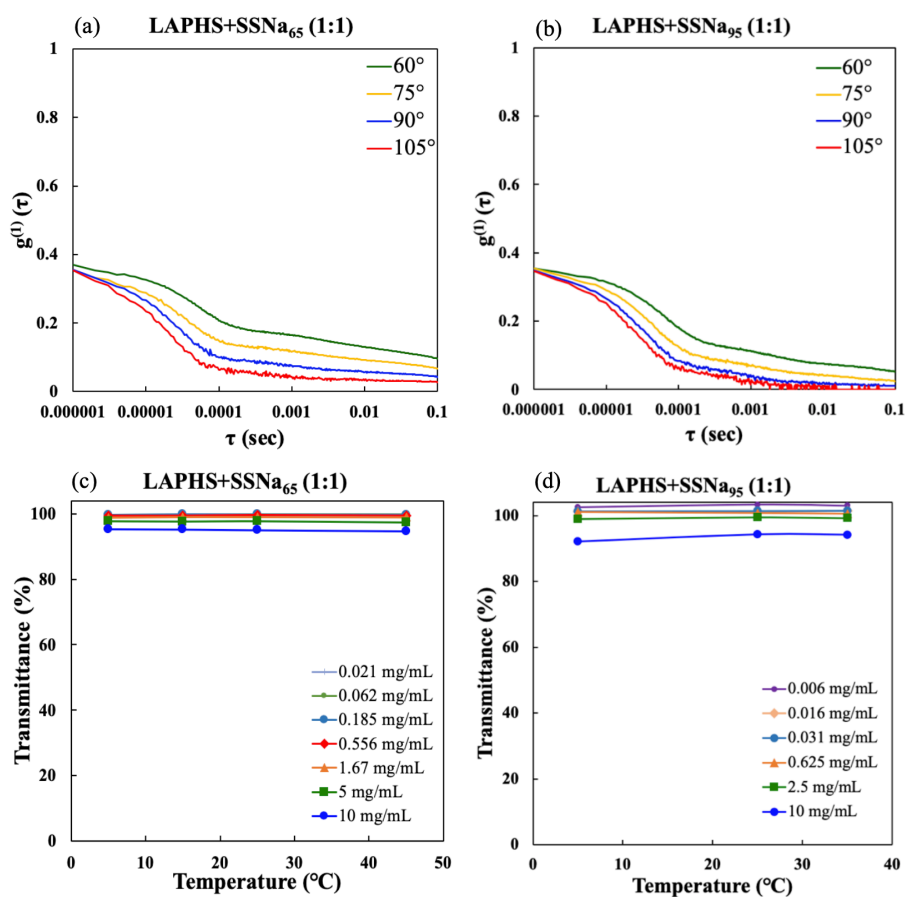 (a) LAPHS+SSNa65 (1:1)
1
0.8
0.6
0.4
0.2
0
g(1) (τ)
60°
75°
90°
105°
0.000001 0.00001 0.0001 0.001 0.01 0.1
τ (sec)
(b) LAPHS+SSNa95 (1:1)
1
0.8
0.6
0.4
0.2
0
g(1) (τ)
60°
75°
90°
105°
0.000001 0.00001 0.0001 0.001 0.01 0.1
τ (sec)
(c) LAPHS+SSNa65 (1:1)
100
80
60
40
20
0
Transmittance (%)
0.021 mg/mL
0.062 mg/mL
0.185 mg/mL
0.556 mg/mL
1.67 mg/mL
5 mg/mL
10 mg/mL
0 10 20 30 40 50
Temperature (℃)
(d) LAPHS+SSNa95 (1:1)
100
80
60
40
20
0
Transmittance (%)
0.006 mg/mL
0.016 mg/mL
0.031 mg/mL
0.625 mg/mL
2.5 mg/mL
10 mg/mL
0 10 20 30 40
Temperature (℃)